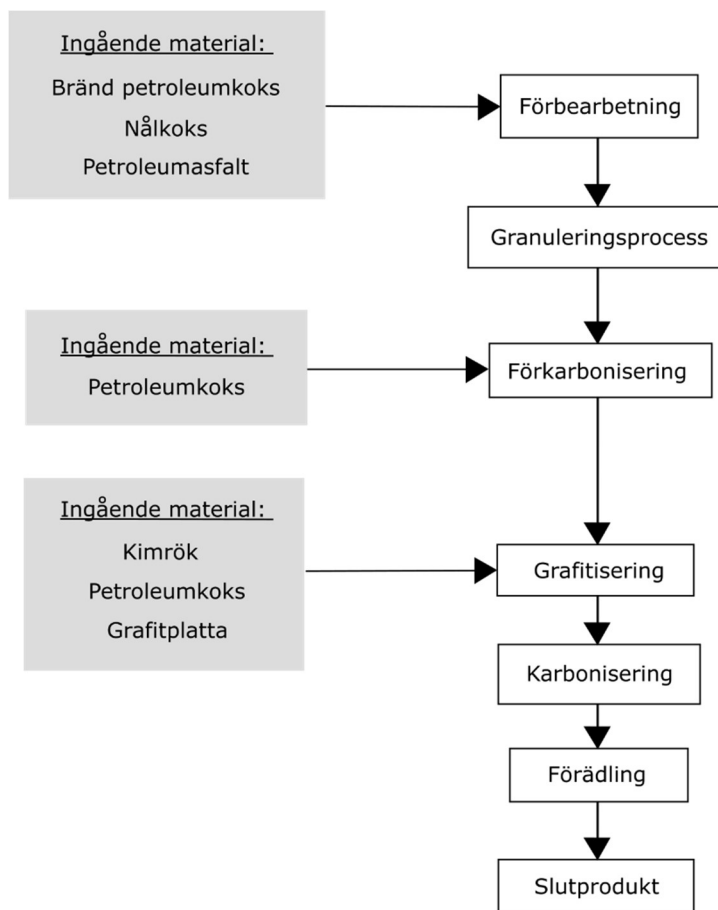 Ingående material:
Bränd petroleumkoks
Nålkoks
Petroleumasfalt
Förbearbetning
Granuleringsprocess
Ingående material:
Petroleumkoks
Förkarbonisering
Ingående material:
Kimrök
Petroleumkoks
Grafitplatta
Grafitisering
Karbonisering
Förädling
Slutprodukt